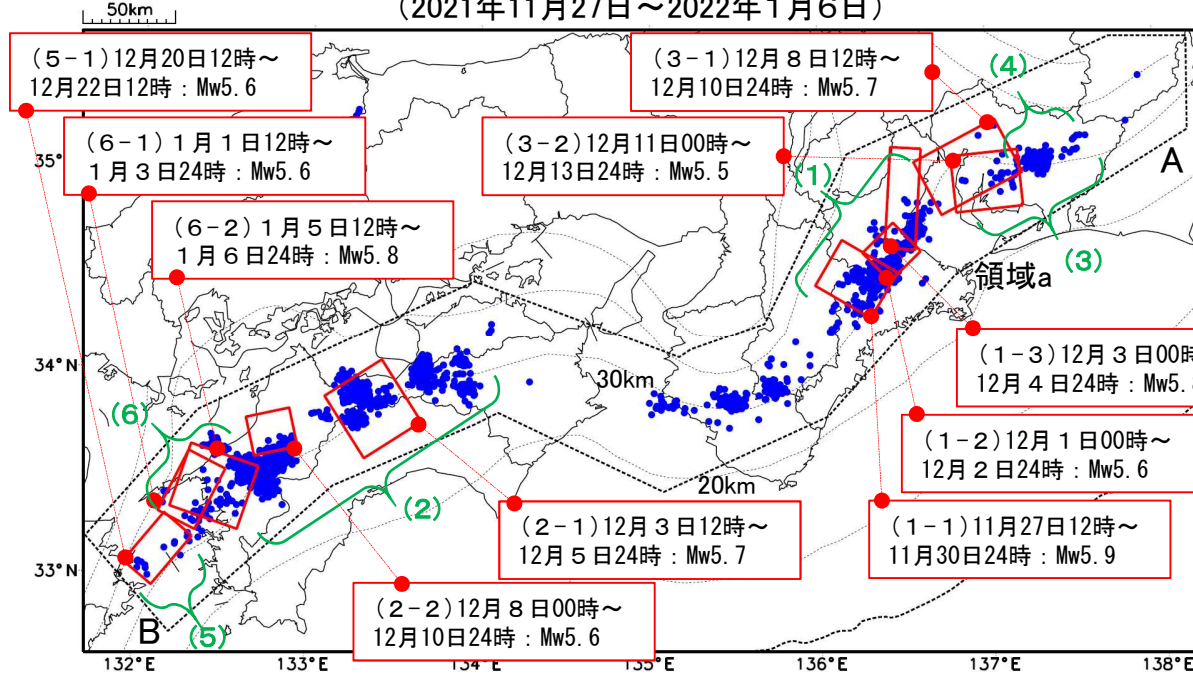 (2021年11月27日～2022年1月6日)
50km
(5-1)12月20日12時～
12月22日12時：Mw5.6
(3-1)12月8日12時～
12月10日24時：Mw5.7
(4)
(6-1)1月1日12時～
1月3日24時：Mw5.6
(3-2)12月11日00時～
12月13日24時：Mw5.5
35°
A
(1)
(6-2)1月5日12時～
1月6日24時：Mw5.8
(3)
領域a
34°N
30km
(1-3)12月3日00時
12月4日24時：Mw5.
(6)
(1-2)12月1日00時～
12月2日24時：Mw5.6
20km
(2)
(2-1)12月3日12時～
12月5日24時：Mw5.7
(1-1)11月27日12時～
11月30日24時：Mw5.9
33°N
(2-2)12月8日00時～
12月10日24時：Mw5.6
B
(5)
132°E
133°E
134°E
135°E
136°E
137°E
138°E